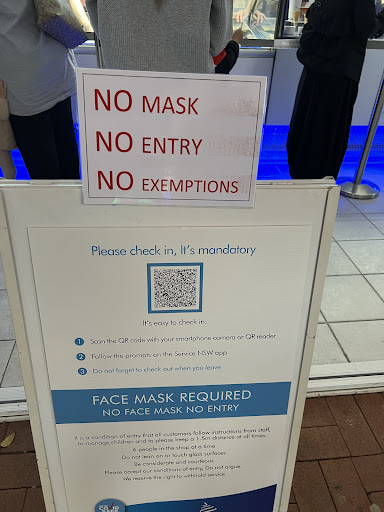 NO MASK
NO ENTRY
NO EXEMPTIONS
Please check in, It's mandatory
It's easy to check in:
1 Scan the QR code with your smartphone camera or QR reader
2 Follow the prompts on the Service NSW app
3 Do not forget to check out when you leave
FACE MASK REQUIRED
NO FACE MASK NO ENTRY
It is a condition of entry that all customers follow instructions from staff,
to manage children and to please keep a 1.5m distance at all times.
6 people in the shop at a time
Do not lean on or touch glass surfaces
Be considerate and courteous
Please accept our conditions of entry. Do not argue.
We reserve the right to withhold service